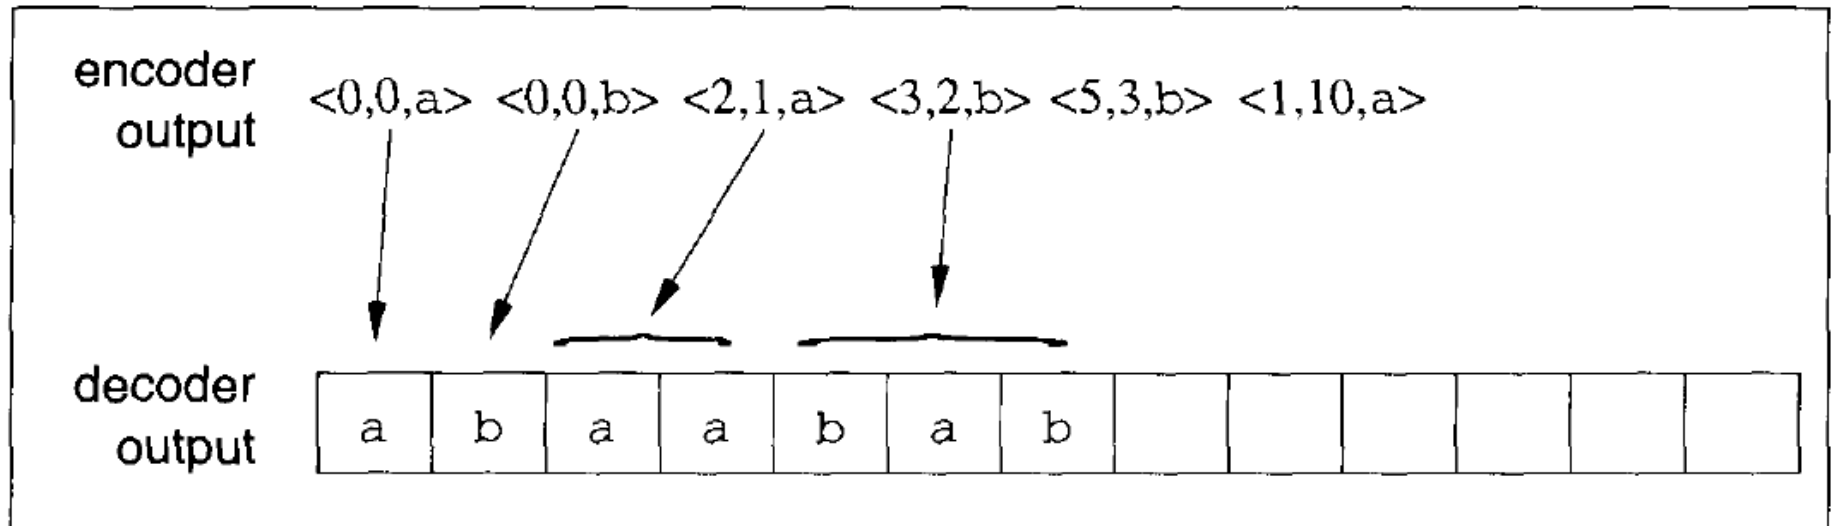 encoder
output
<0,0,a> <0,0,b> <2,1,a> <3,2,b> <5,3,b> <1,10,a>
decoder
output
a b a a b a b